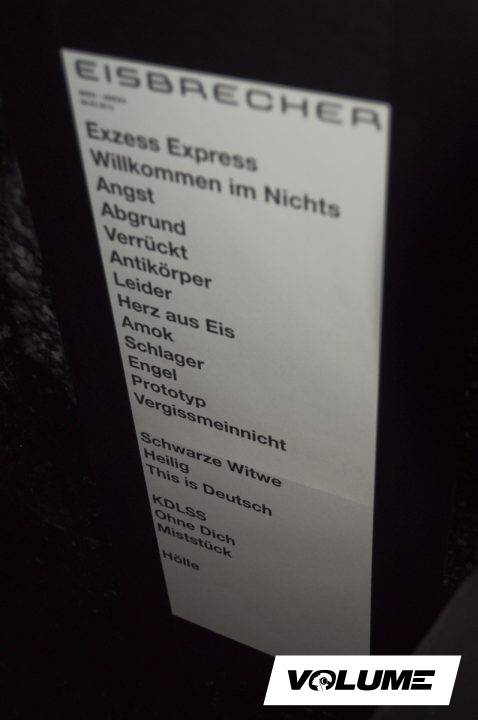 EISBRECHER
Exzess Express
Willkommen im Nichts
Angst
Abgrund
Verrückt
Antikörper
Leider
Herz aus Eis
Amok
Schlager
Engel
Prototyp
Vergissmeinnicht
Schwarze Witwe
Heilig
This is Deutsch
KDLSS
Ohne Dich
Miststück
Hölle
VOLUME